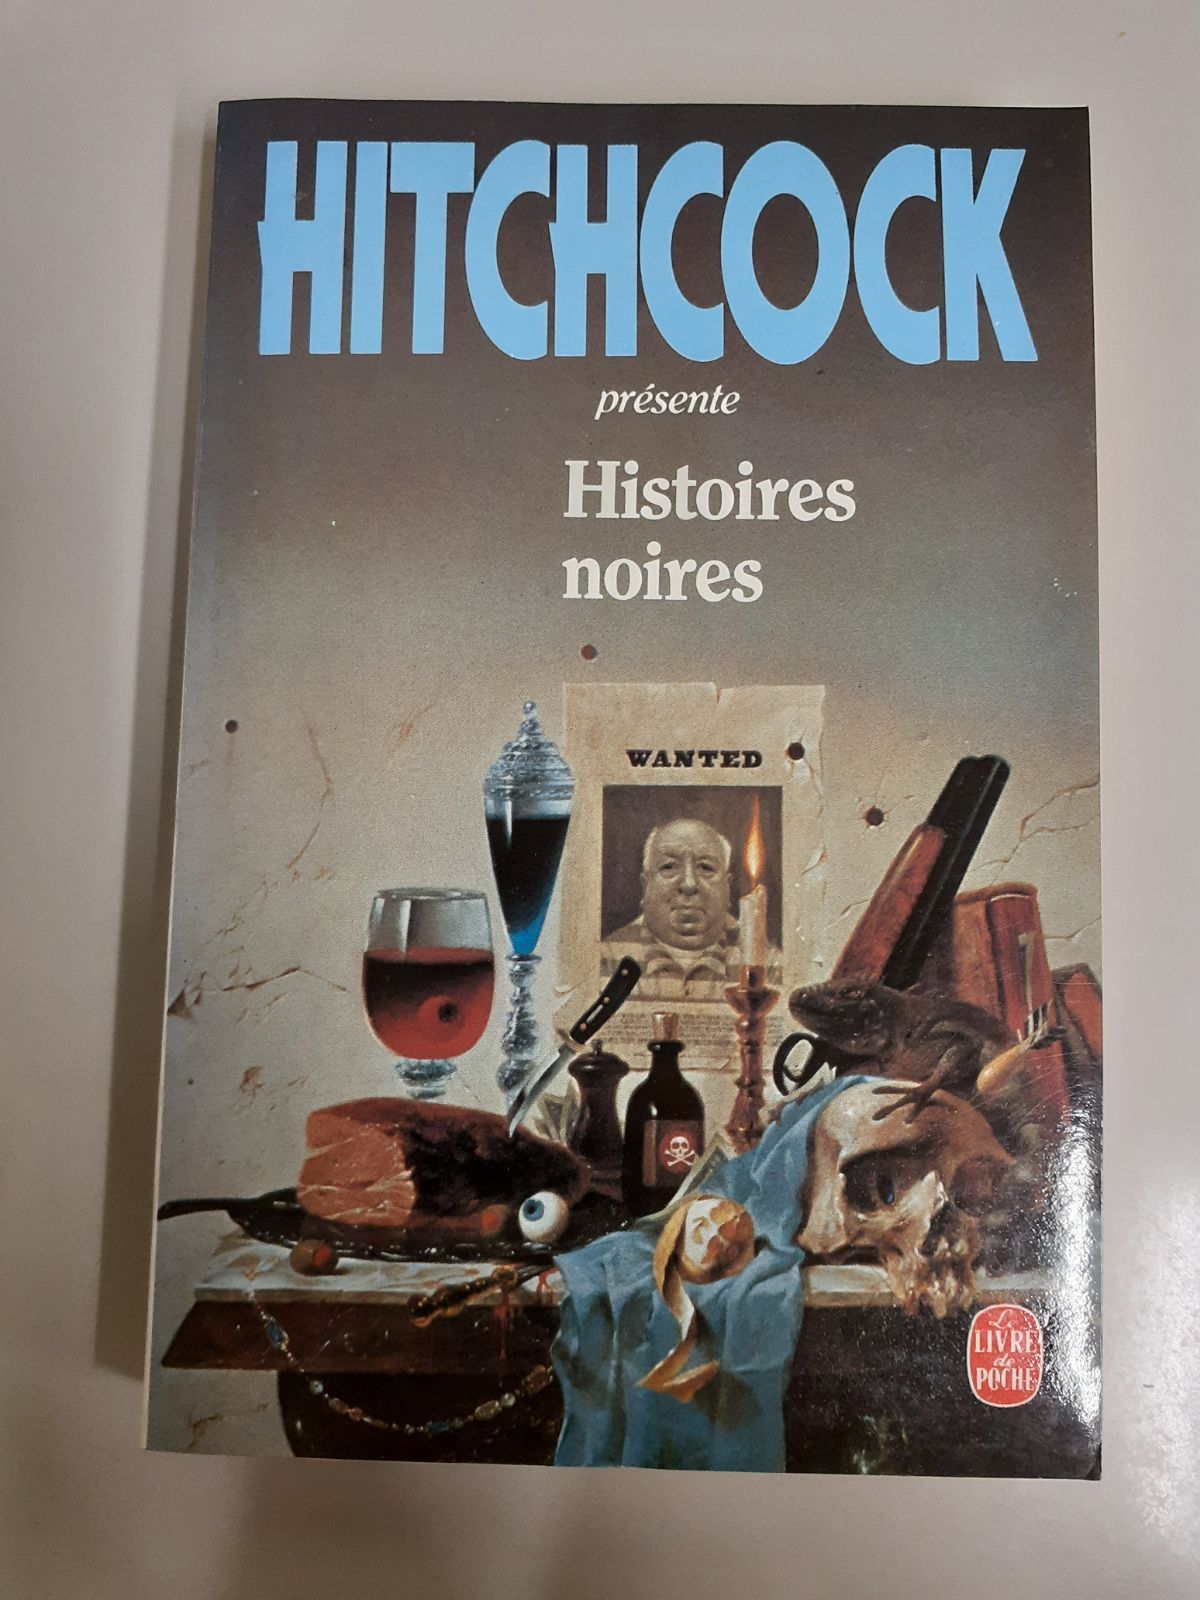 HITCHCOCK
présente
Histoires
noires
WANTED
Le
LIVRE
de
POCHE